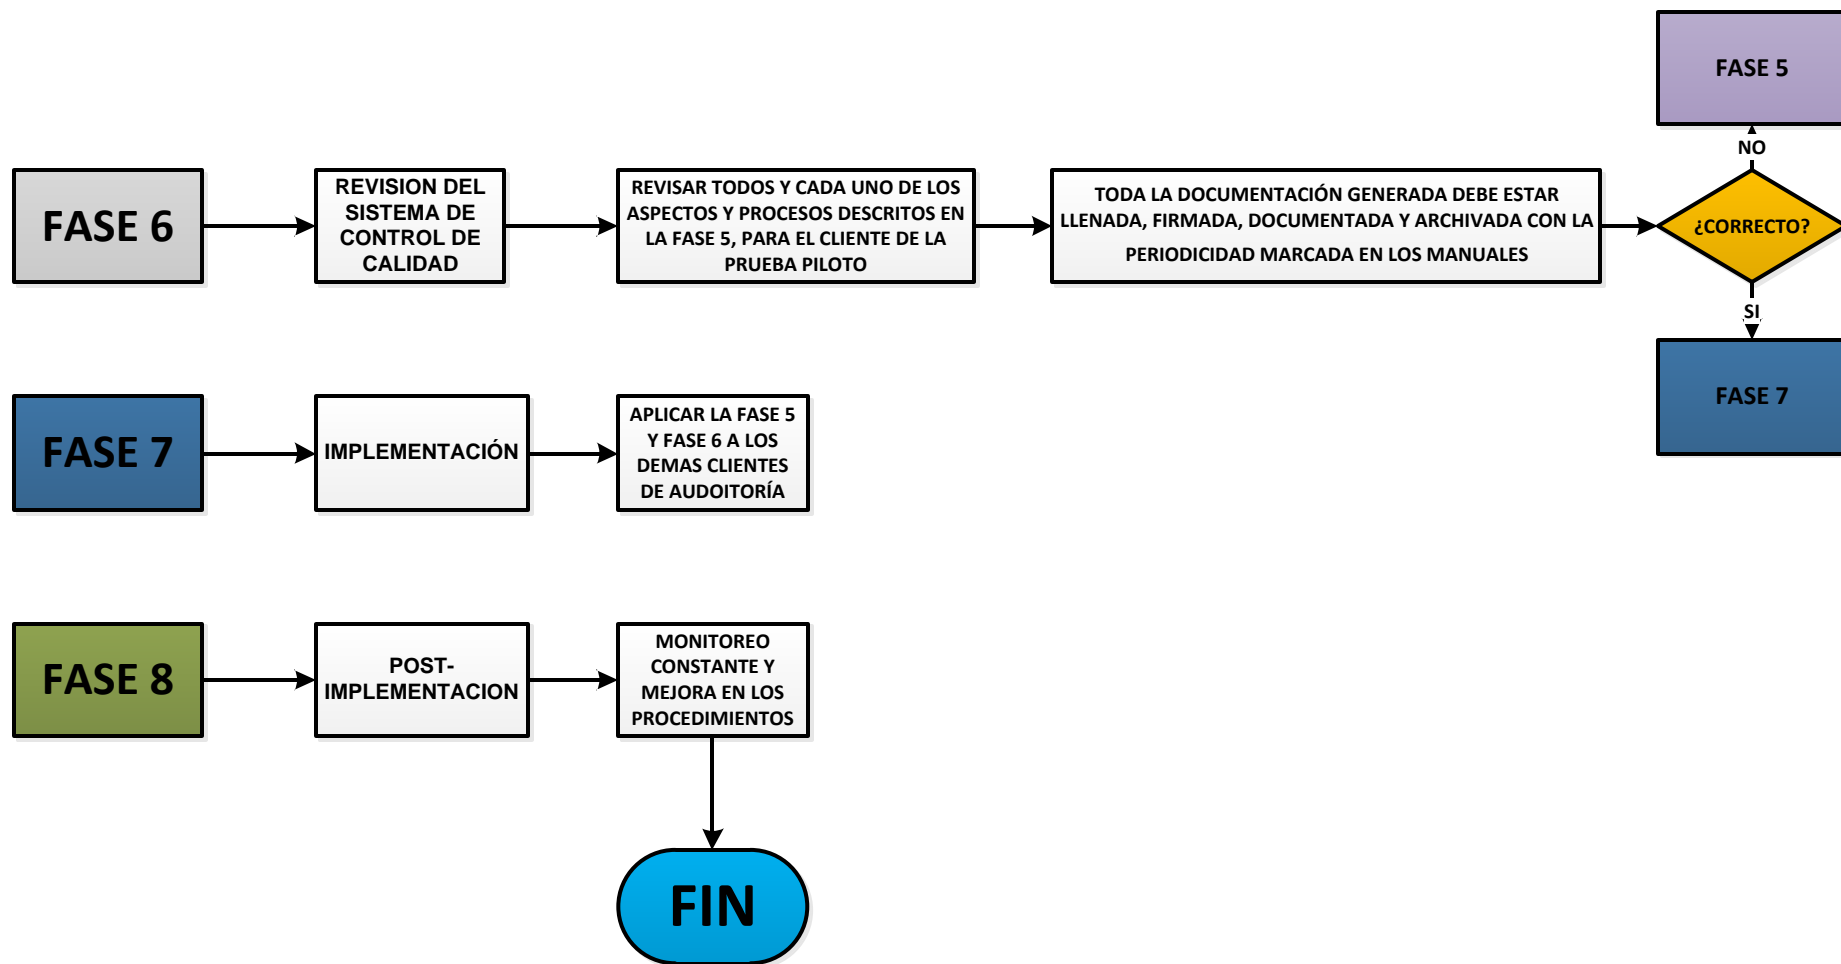 FASE 5
NO
FASE 6
REVISION DEL
SISTEMA DE
CONTROL DE
CALIDAD
REVISAR TODOS Y CADA UNO DE LOS
ASPECTOS Y PROCESOS DESCRITOS EN
LA FASE 5, PARA EL CLIENTE DE LA
PRUEBA PILOTO
TODA LA DOCUMENTACIÓN GENERADA DEBE ESTAR
LLENADA, FIRMADA, DOCUMENTADA Y ARCHIVADA CON LA
PERIODICIDAD MARCADA EN LOS MANUALES
¿CORRECTO?
SI
FASE 7
FASE 7
IMPLEMENTACIÓN
APLICAR LA FASE 5
Y FASE 6 A LOS
DEMAS CLIENTES
DE AUDOITORÍA
FASE 8
POST-
IMPLEMENTACION
MONITOREO
CONSTANTE Y
MEJORA EN LOS
PROCEDIMIENTOS
FIN